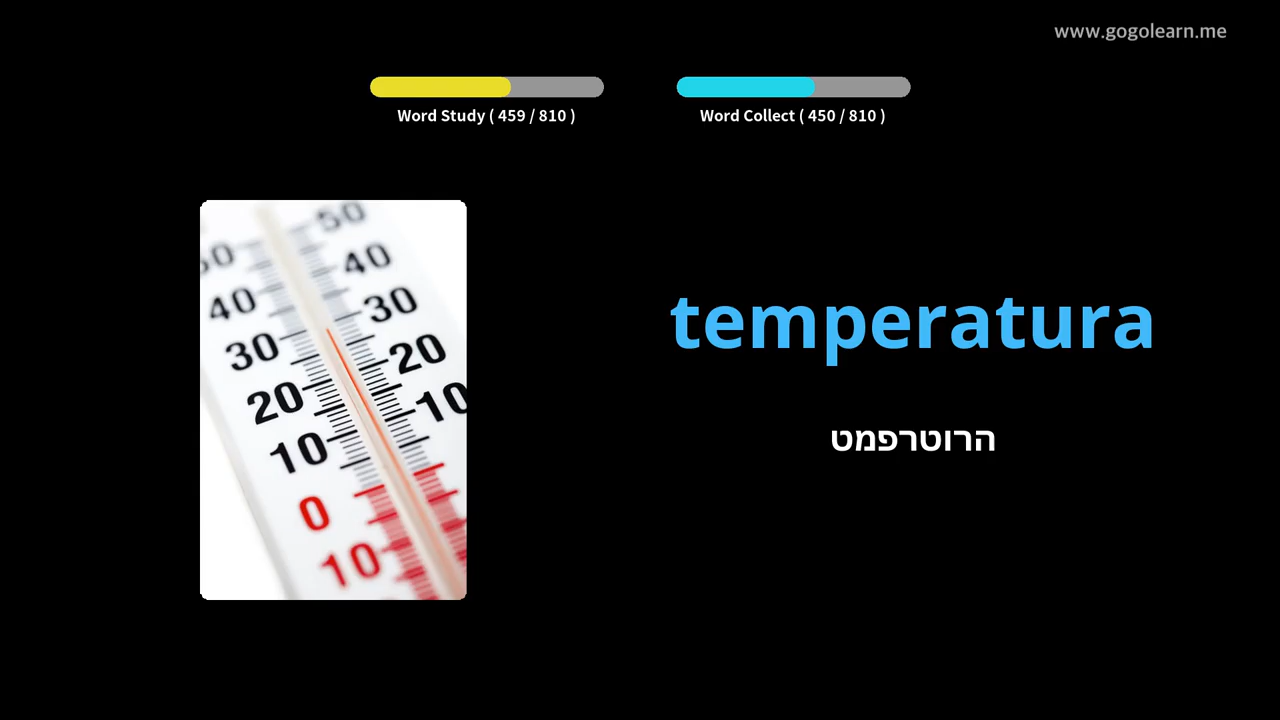 www.gogolearn.me
Word Study ( 459 / 810 )
Word Collect ( 450 / 810 )
50
40
40
30
30
20
20
10
10
0
10
temperatura
הרוטרפמט